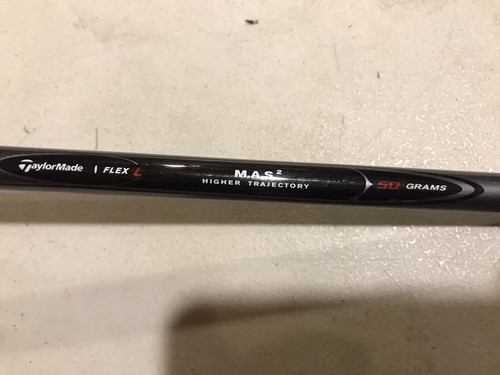 TaylorMade | FLEX L
M.A.S²
HIGHER TRAJECTORY
50 GRAMS